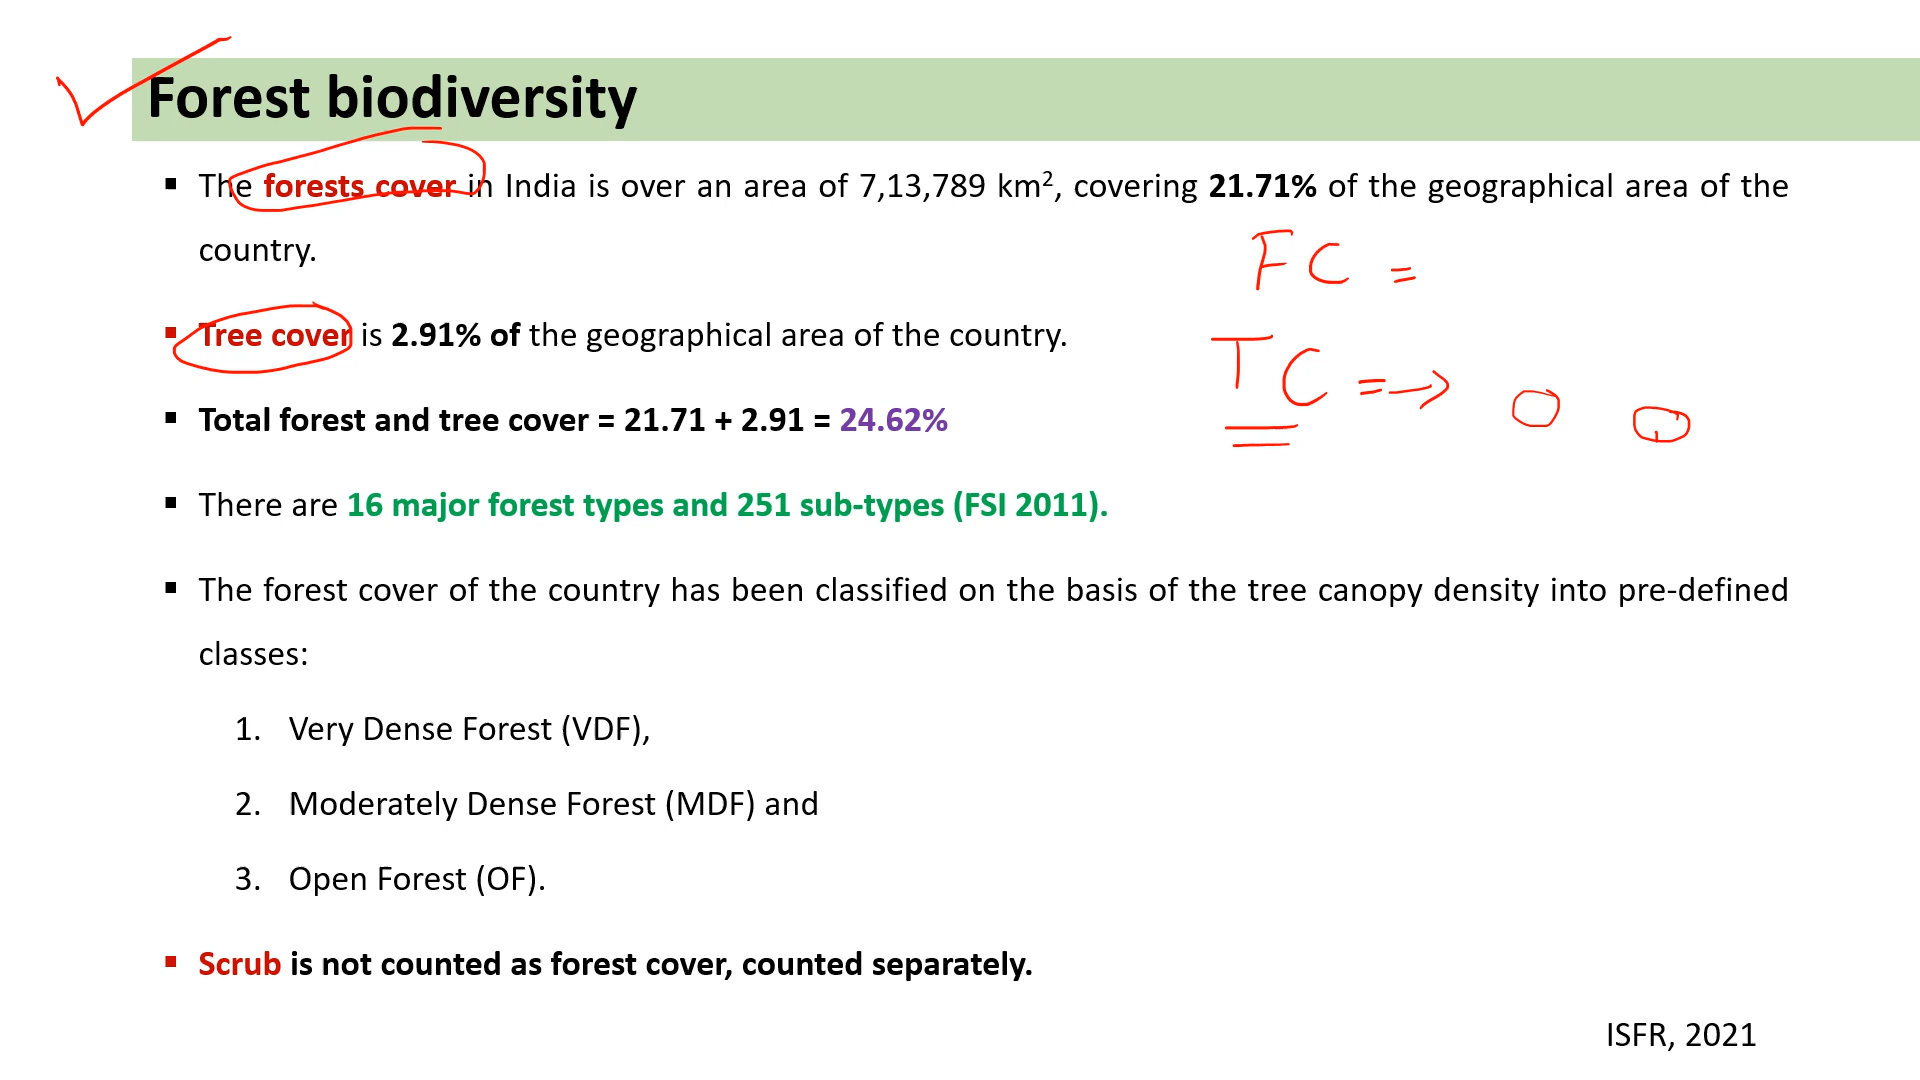 Forest biodiversity
▪ The forests cover in India is over an area of 7,13,789 km², covering 21.71% of the geographical area of the
country.
FC =
▪ Tree cover is 2.91% of the geographical area of the country.
TC = →
▪ Total forest and tree cover = 21.71 + 2.91 = 24.62%
▪ There are 16 major forest types and 251 sub-types (FSI 2011).
▪ The forest cover of the country has been classified on the basis of the tree canopy density into pre-defined
classes:
1. Very Dense Forest (VDF),
2. Moderately Dense Forest (MDF) and
3. Open Forest (OF).
▪ Scrub is not counted as forest cover, counted separately.
ISFR, 2021